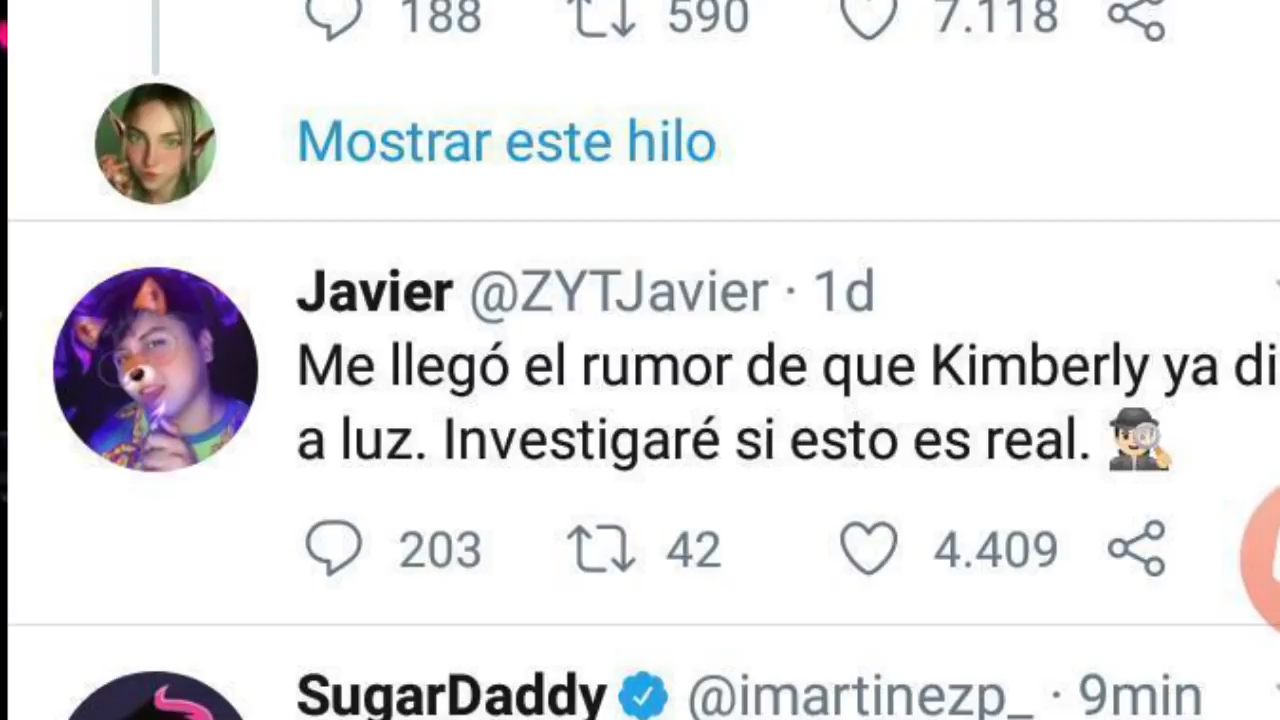 188 590 7.118
Mostrar este hilo
Javier @ZYTJavier · 1d
Me llegó el rumor de que Kimberly ya di
a luz. Investigaré si esto es real.
203 42 4.409
SugarDaddy @imartinezp_ · 9min